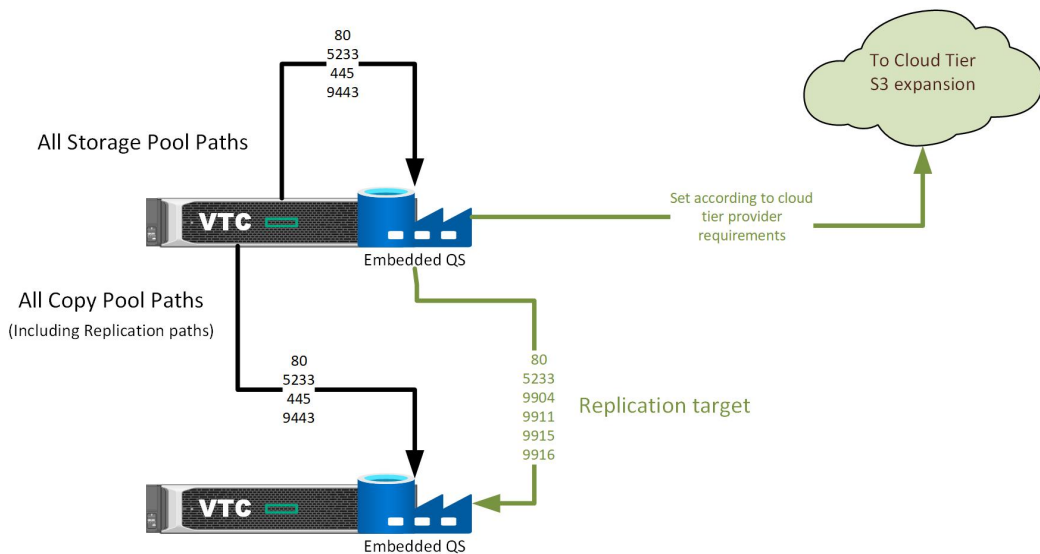 80
5233
445
9443
To Cloud Tier
S3 expansion
All Storage Pool Paths
VTC
Set according to cloud
tier provider
requirements
Embedded QS
All Copy Pool Paths
(Including Replication paths)
80
5233
445
9443
80
5233
9904
9911
9915
9916
Replication target
VTC
Embedded QS